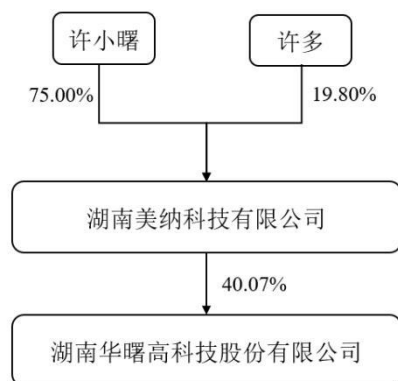 许小曙
许多
75.00%
19.80%
湖南美纳科技有限公司
40.07%
湖南华曙高科技股份有限公司